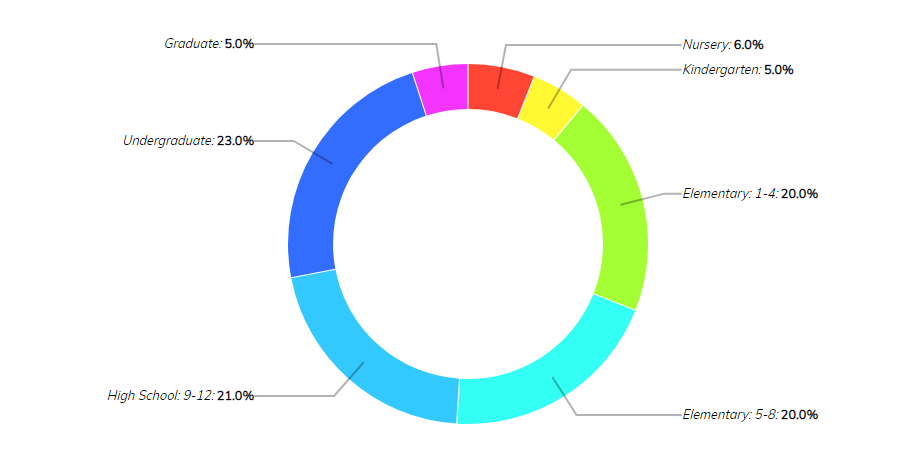 Graduate: 5.0%
Nursery: 6.0%
Kindergarten: 5.0%
Undergraduate: 23.0%
Elementary: 1-4: 20.0%
High School: 9-12: 21.0%
Elementary: 5-8: 20.0%